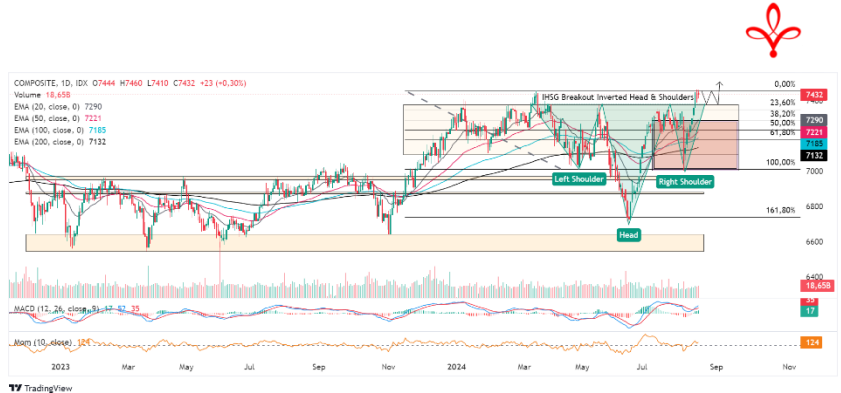 COMPOSITE, 1D, IDX O7444 H7460 L7410 C7432 +23 (+0.30%)
Volume 18,65B
EMA (20, close, 0) 7290
EMA (50, close, 0) 7221
EMA (100, close, 0) 7185
EMA (200, close, 0) 7132
IHSG Breakout Inverted Head & Shoulders
0,00%
23,60%
38,20%
50,00%
61,80%
100,00%
161,80%
7432
7400
7290
7221
7185
7132
7000
6800
6600
6400
18,65B
Left Shoulder
Right Shoulder
Head
MACD (12, 26, close, 9) 17 52 35
35
17
Mom (10, close) 124
124
2023 Mar May Jul Sep Nov 2024 Mar May Jul Sep Nov
TradingView